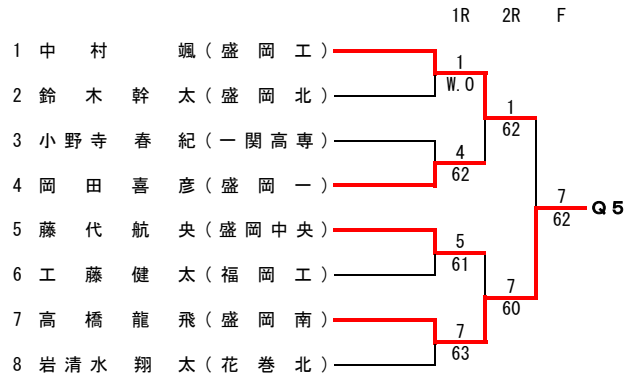 1R 2R F
1 中村 颯 (盛岡工)
1
W.O
2 鈴木幹太 (盛岡北)
1
62
3 小野寺春紀 (一関高専)
4
62
4 岡田喜彦 (盛岡一)
7
62
Q5
5 藤代航央 (盛岡中央)
5
61
6 工藤健太 (福岡工)
7
60
7 高橋龍飛 (盛岡南)
7
63
8 岩清水翔太 (花巻北)